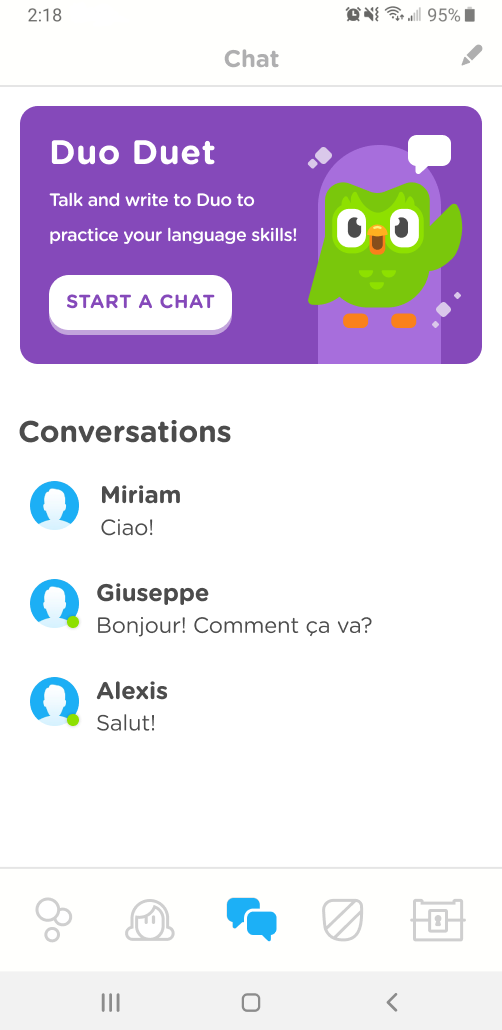 2:18
95%
Chat
Duo Duet
Talk and write to Duo to
practice your language skills!
START A CHAT
Conversations
Miriam
Ciao!
Giuseppe
Bonjour! Comment ça va?
Alexis
Salut!